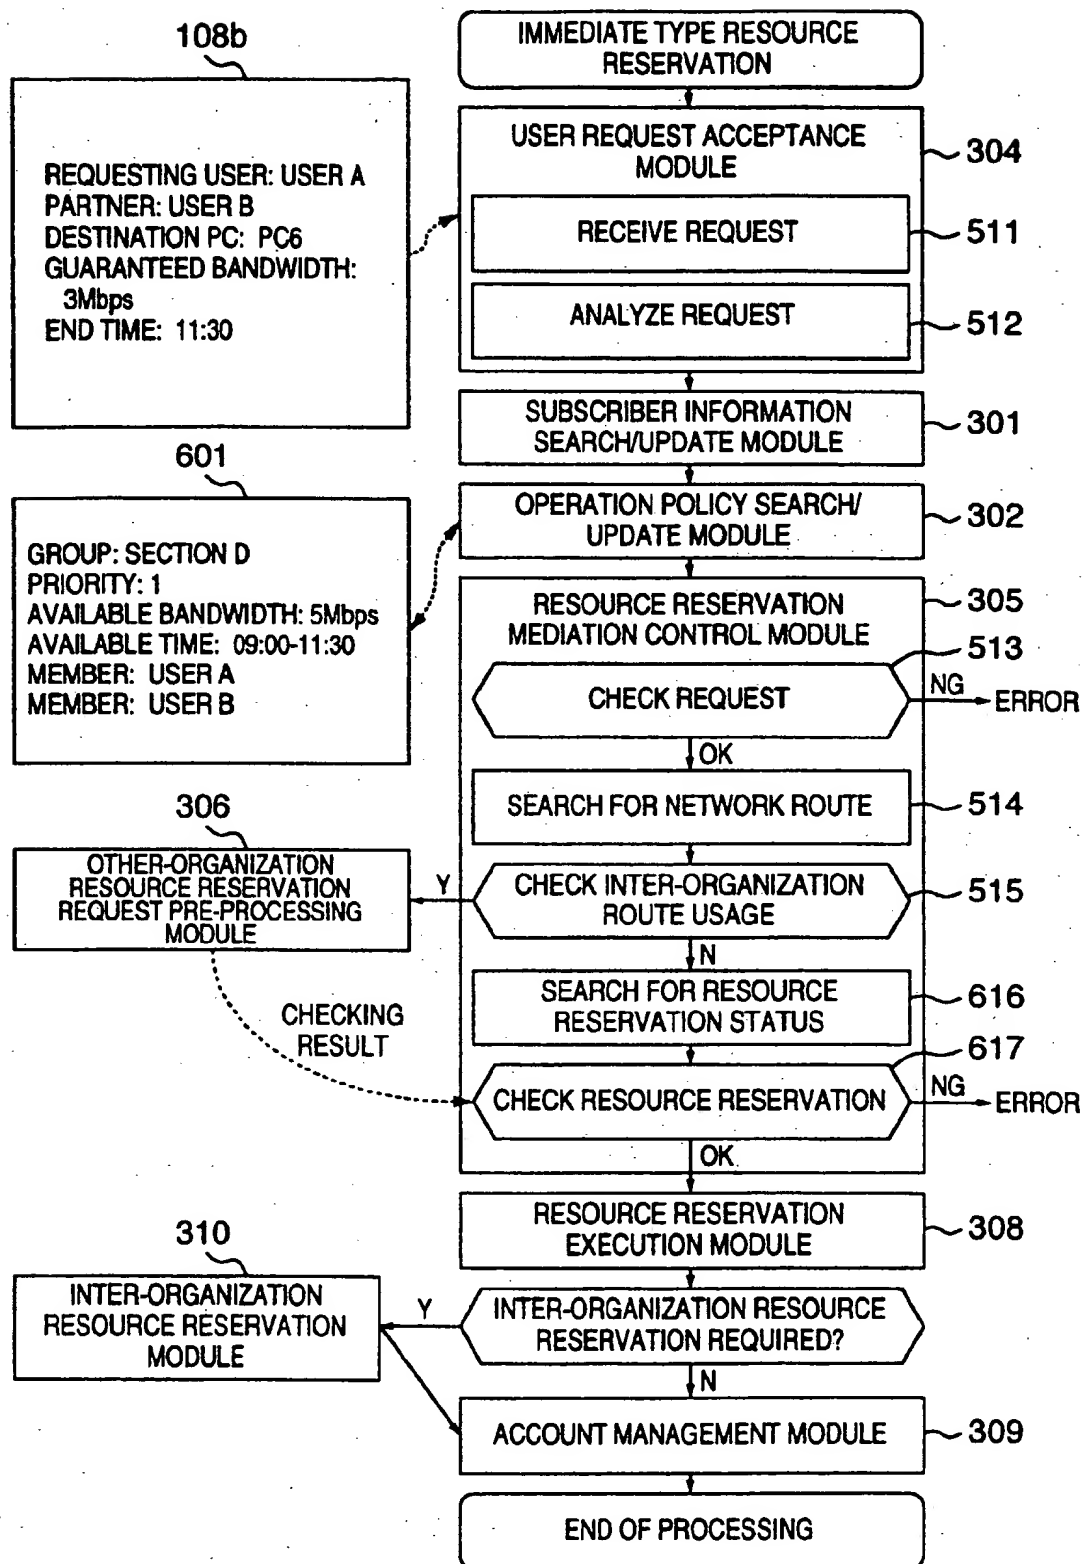 IMMEDIATE TYPE RESOURCE
RESERVATION
108b
REQUESTING USER: USER A
PARTNER: USER B
DESTINATION PC: PC6
GUARANTEED BANDWIDTH:
3Mbps
END TIME: 11:30
USER REQUEST ACCEPTANCE
MODULE
304
RECEIVE REQUEST
511
ANALYZE REQUEST
512
SUBSCRIBER INFORMATION
SEARCH/UPDATE MODULE
301
601
GROUP: SECTION D
PRIORITY: 1
AVAILABLE BANDWIDTH: 5Mbps
AVAILABLE TIME: 09:00-11:30
MEMBER: USER A
MEMBER: USER B
OPERATION POLICY SEARCH/
UPDATE MODULE
302
RESOURCE RESERVATION
MEDIATION CONTROL MODULE
305
513
CHECK REQUEST
NG
ERROR
OK
SEARCH FOR NETWORK ROUTE
514
306
OTHER-ORGANIZATION
RESOURCE RESERVATION
REQUEST PRE-PROCESSING
MODULE
Y
CHECK INTER-ORGANIZATION
ROUTE USAGE
515
N
CHECKING
RESULT
SEARCH FOR RESOURCE
RESERVATION STATUS
616
617
CHECK RESOURCE RESERVATION
NG
ERROR
OK
RESOURCE RESERVATION
EXECUTION MODULE
308
310
INTER-ORGANIZATION
RESOURCE RESERVATION
MODULE
Y
INTER-ORGANIZATION RESOURCE
RESERVATION REQUIRED?
N
ACCOUNT MANAGEMENT MODULE
309
END OF PROCESSING